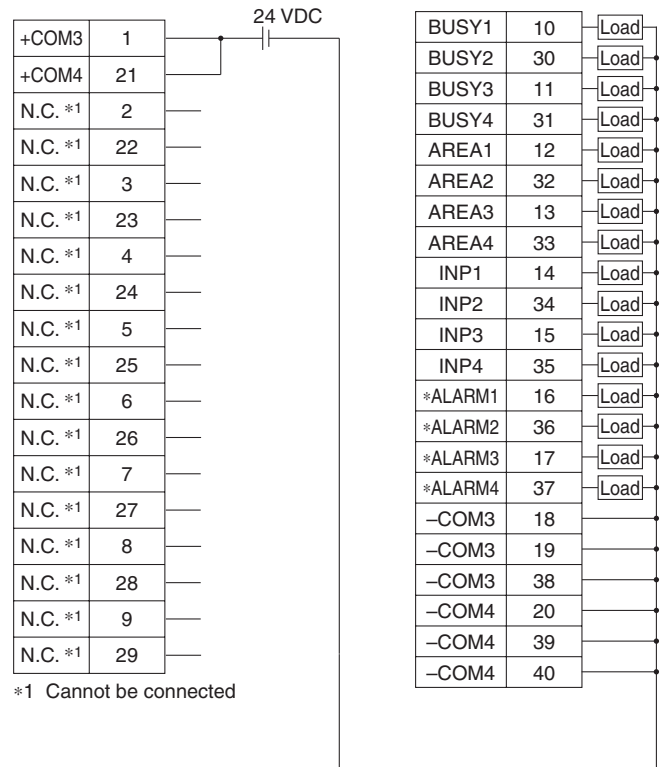 24 VDC
+COM3 1
+COM4 21
N.C. *1 2
N.C. *1 22
N.C. *1 3
N.C. *1 23
N.C. *1 4
N.C. *1 24
N.C. *1 5
N.C. *1 25
N.C. *1 6
N.C. *1 26
N.C. *1 7
N.C. *1 27
N.C. *1 8
N.C. *1 28
N.C. *1 9
N.C. *1 29
*1 Cannot be connected
BUSY1 10 Load
BUSY2 30 Load
BUSY3 11 Load
BUSY4 31 Load
AREA1 12 Load
AREA2 32 Load
AREA3 13 Load
AREA4 33 Load
INP1 14 Load
INP2 34 Load
INP3 15 Load
INP4 35 Load
*ALARM1 16 Load
*ALARM2 36 Load
*ALARM3 17 Load
*ALARM4 37 Load
–COM3 18
–COM3 19
–COM3 38
–COM4 20
–COM4 39
–COM4 40